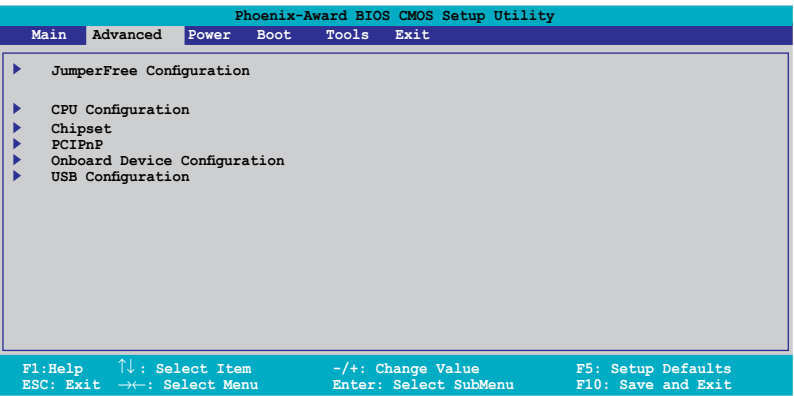 Phoenix-Award BIOS CMOS Setup Utility
Main Advanced Power Boot Tools Exit
JumperFree Configuration
CPU Configuration
Chipset
PCIPnP
Onboard Device Configuration
USB Configuration
F1:Help ↑↓: Select Item -/+: Change Value F5: Setup Defaults
ESC: Exit →←: Select Menu Enter: Select SubMenu F10: Save and Exit